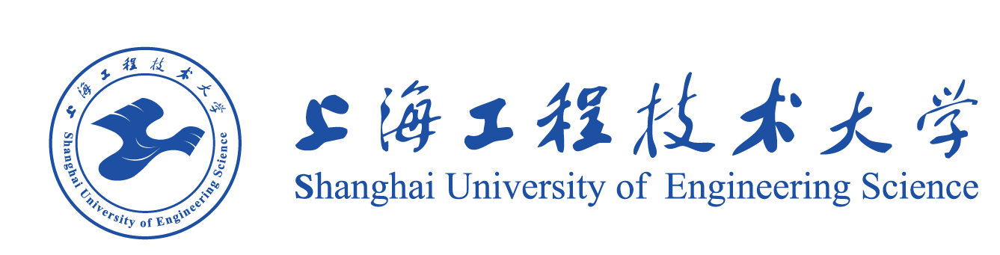 上海工程技术大学
Shanghai University of Engineering Science
上海工程技术大学
Shanghai University of Engineering Science